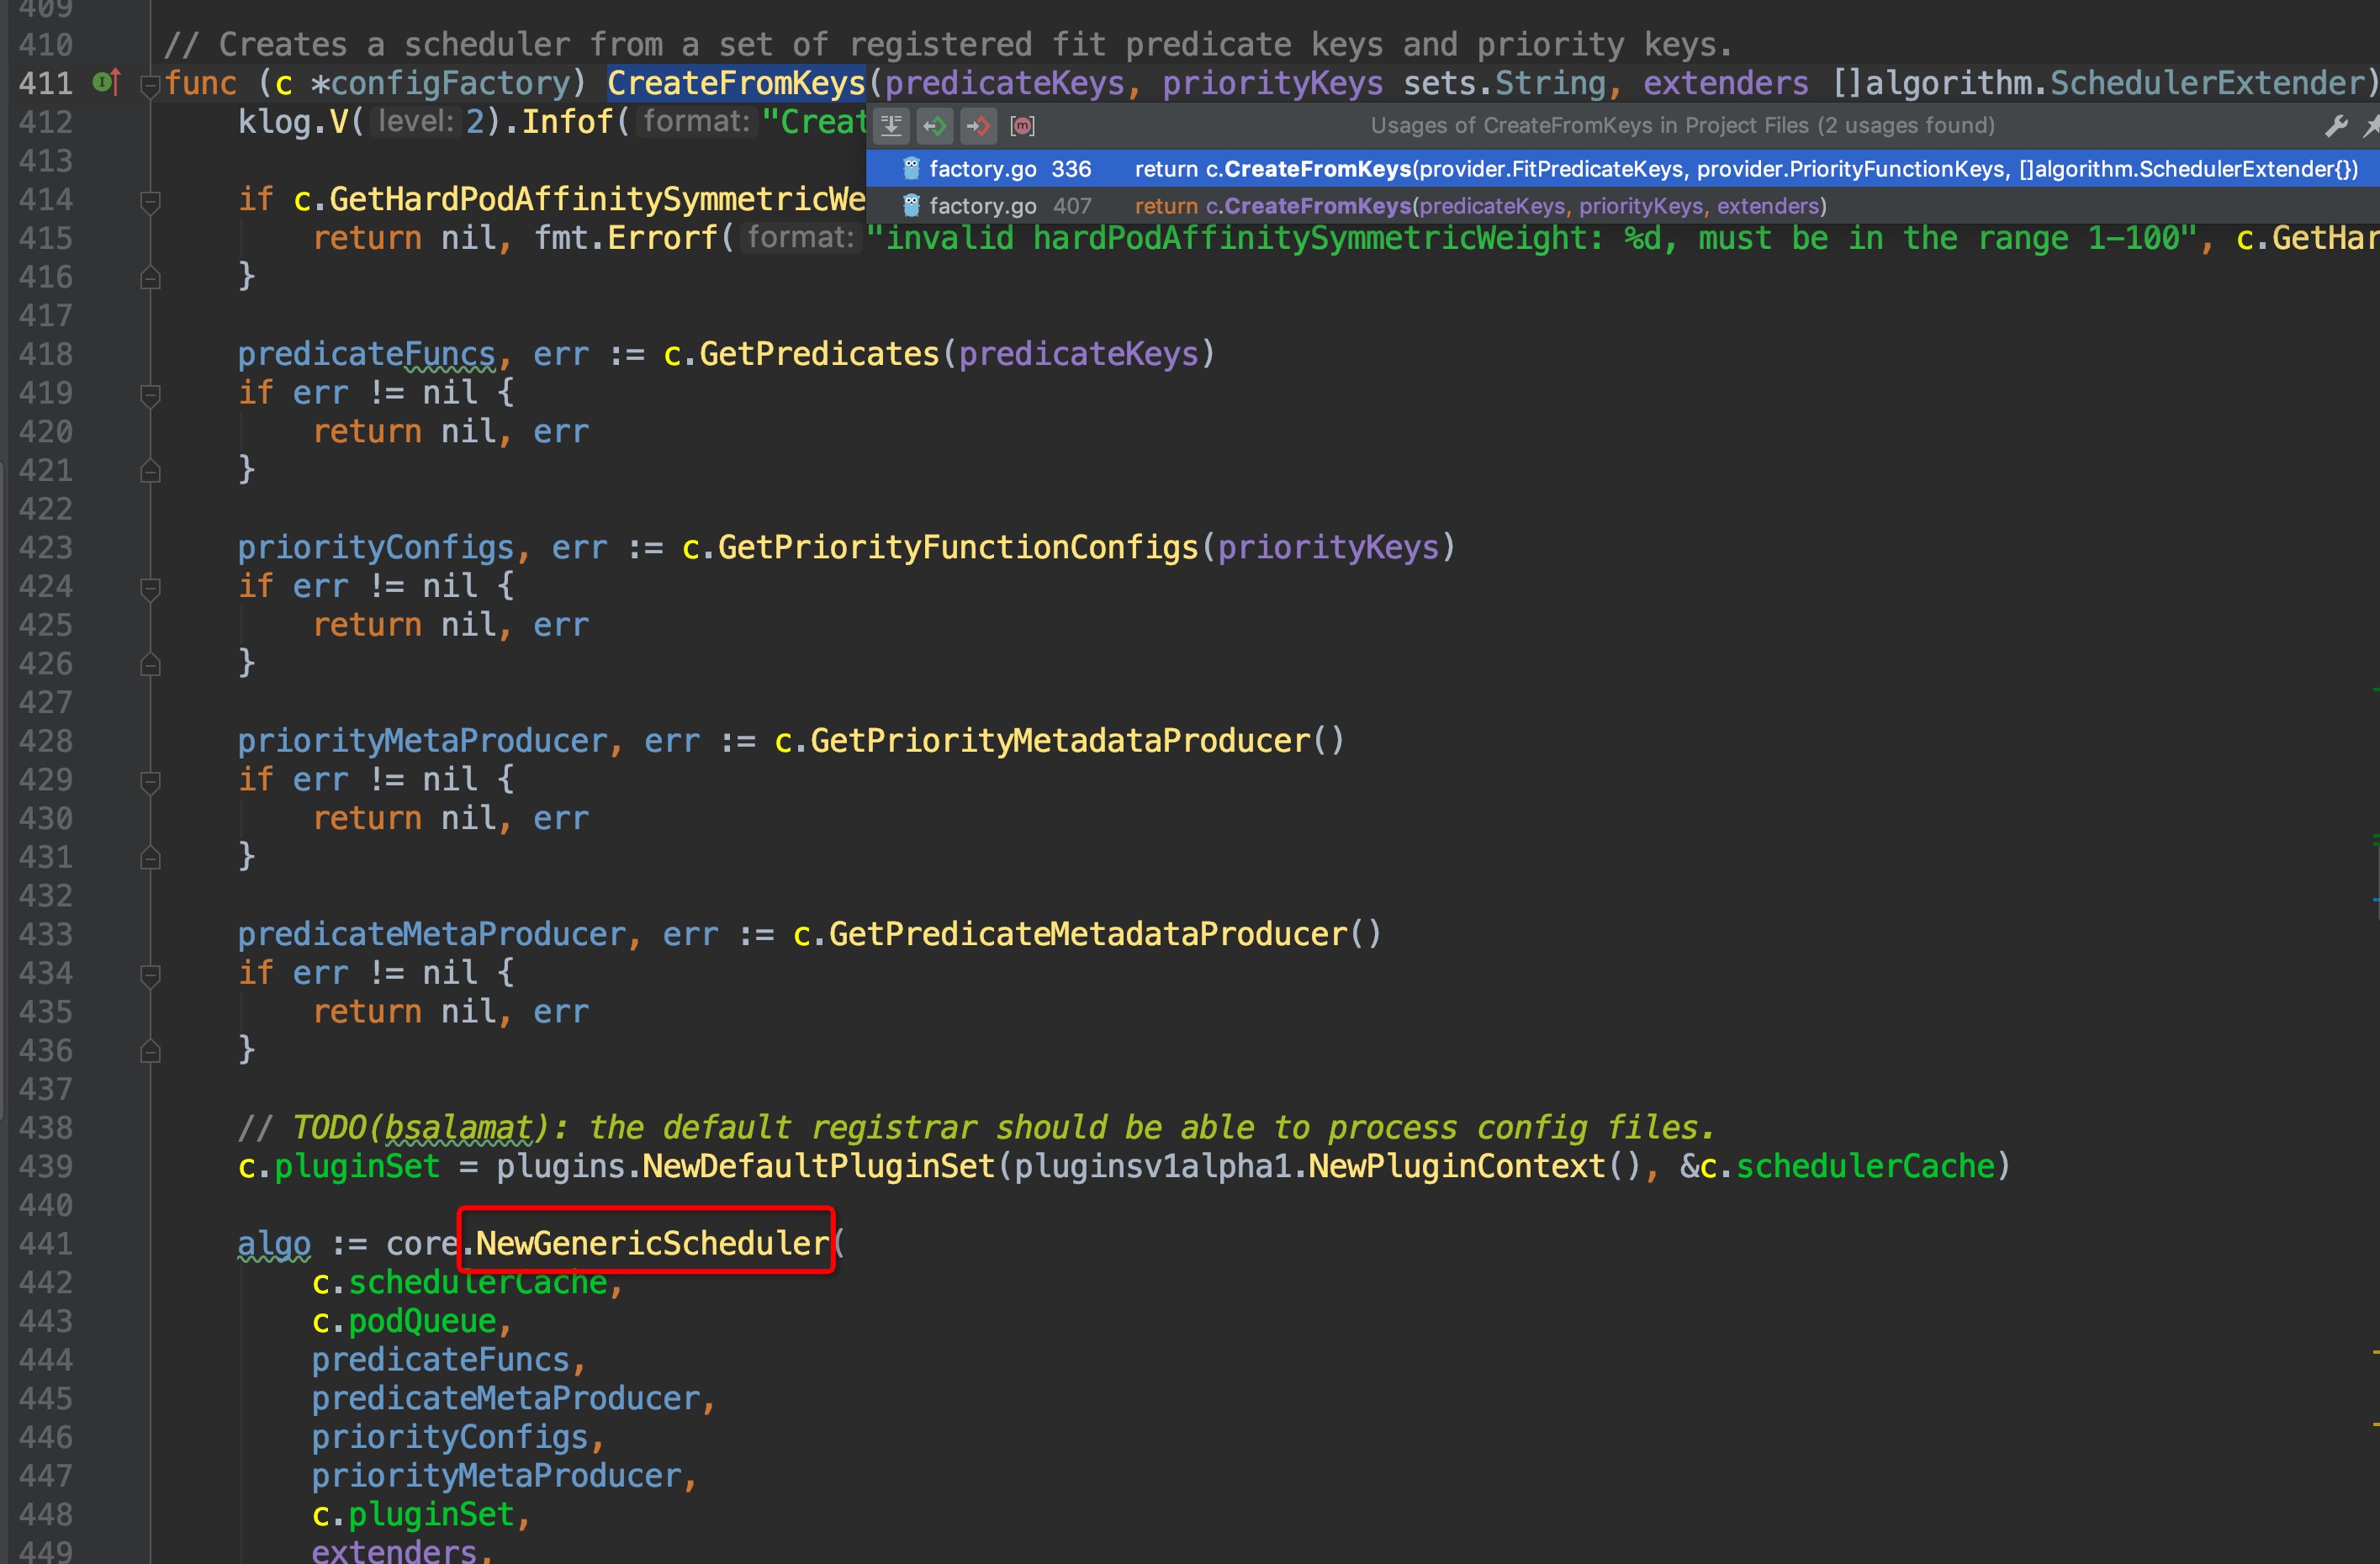 409
410 // Creates a scheduler from a set of registered fit predicate keys and priority keys.
411 func (c *configFactory) CreateFromKeys(predicateKeys, priorityKeys sets.String, extenders []algorithm.SchedulerExtender)
412 klog.V( level: 2).Infof( format: "Creat
Usages of CreateFromKeys in Project Files (2 usages found)
413
factory.go 336 return c.CreateFromKeys(provider.FitPredicateKeys, provider.PriorityFunctionKeys, []algorithm.SchedulerExtender{})
414 if c.GetHardPodAffinitySymmetricWe
factory.go 407 return c.CreateFromKeys(predicateKeys, priorityKeys, extenders)
415 return nil, fmt.Errorf( format: "invalid hardPodAffinitySymmetricWeight: %d, must be in the range 1-100", c.GetHar
416 }
417
418 predicateFuncs, err := c.GetPredicates(predicateKeys)
419 if err != nil {
420 return nil, err
421 }
422
423 priorityConfigs, err := c.GetPriorityFunctionConfigs(priorityKeys)
424 if err != nil {
425 return nil, err
426 }
427
428 priorityMetaProducer, err := c.GetPriorityMetadataProducer()
429 if err != nil {
430 return nil, err
431 }
432
433 predicateMetaProducer, err := c.GetPredicateMetadataProducer()
434 if err != nil {
435 return nil, err
436 }
437
438 // TODO(bsalamat): the default registrar should be able to process config files.
439 c.pluginSet = plugins.NewDefaultPluginSet(pluginsv1alpha1.NewPluginContext(), &c.schedulerCache)
440
441 algo := core.NewGenericScheduler(
442 c.schedulerCache,
443 c.podQueue,
444 predicateFuncs,
445 predicateMetaProducer,
446 priorityConfigs,
447 priorityMetaProducer,
448 c.pluginSet,
449 extenders,